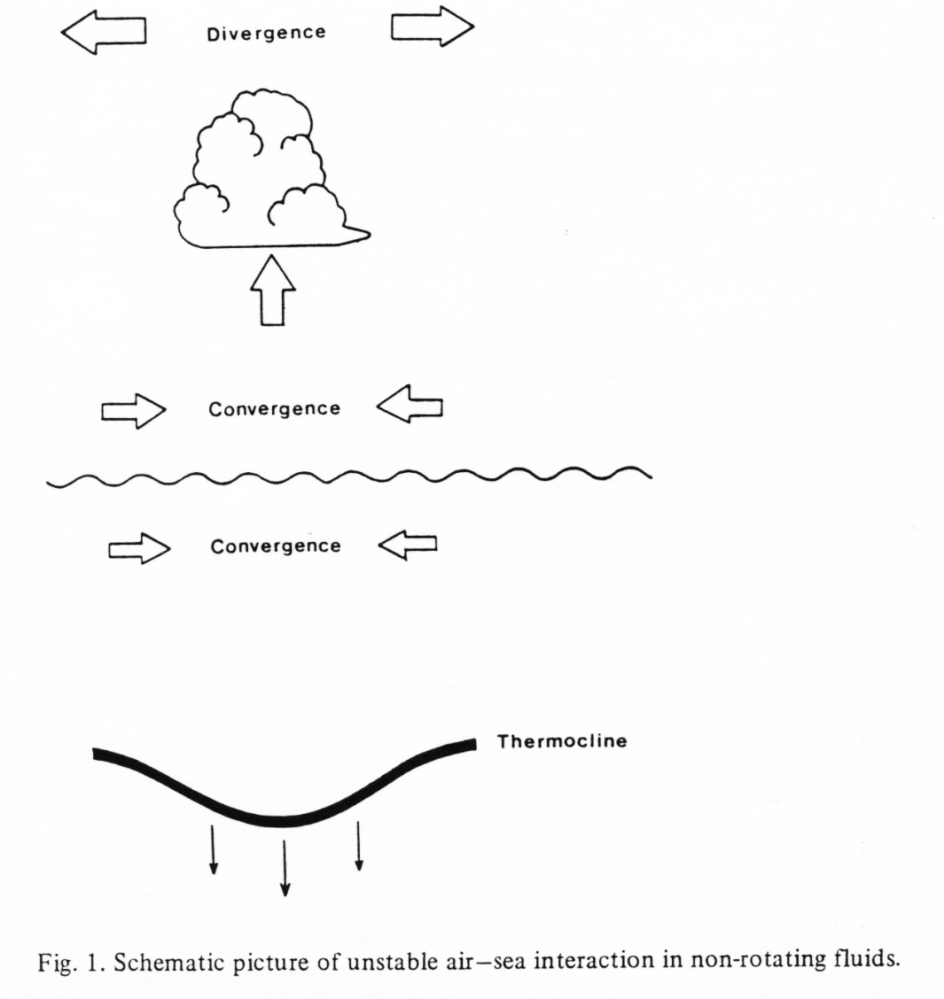 Divergence
Convergence
Convergence
Thermocline
Fig. 1. Schematic picture of unstable air—sea interaction in non-rotating fluids.